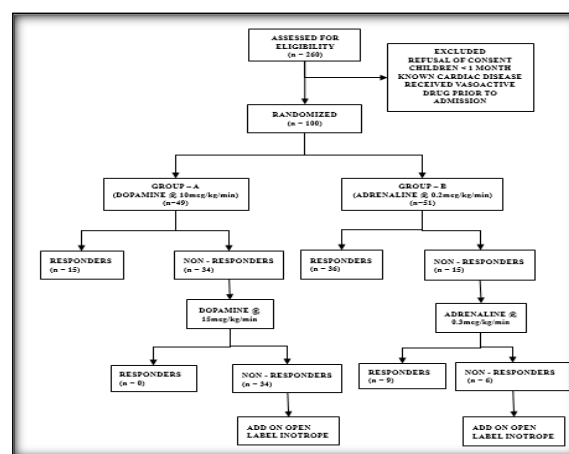 ASSESSED FOR
ELIGIBILITY
(n = 260)
EXCLUDED
REFUSAL OF CONSENT
CHILDREN < 1 MONTH
KNOWN CARDIAC DISEASE
RECEIVED VASOACTIVE
DRUG PRIOR TO
ADMISSION
RANDOMIZED
(n = 100)
GROUP – A
(DOPAMINE @ 10mcg/kg/min)
(n=49)
GROUP – B
(ADRENALINE @ 0.2mcg/kg/min)
(n=51)
RESPONDERS
(n = 15)
NON - RESPONDERS
(n = 34)
RESPONDERS
(n = 36)
NON - RESPONDERS
(n = 15)
DOPAMINE @
15mcg/kg/min
ADRENALINE @
0.3mcg/kg/min
RESPONDERS
(n = 0)
NON - RESPONDERS
(n = 34)
RESPONDERS
(n = 9)
NON - RESPONDERS
(n = 6)
ADD ON OPEN
LABEL INOTROPE
ADD ON OPEN
LABEL INOTROPE